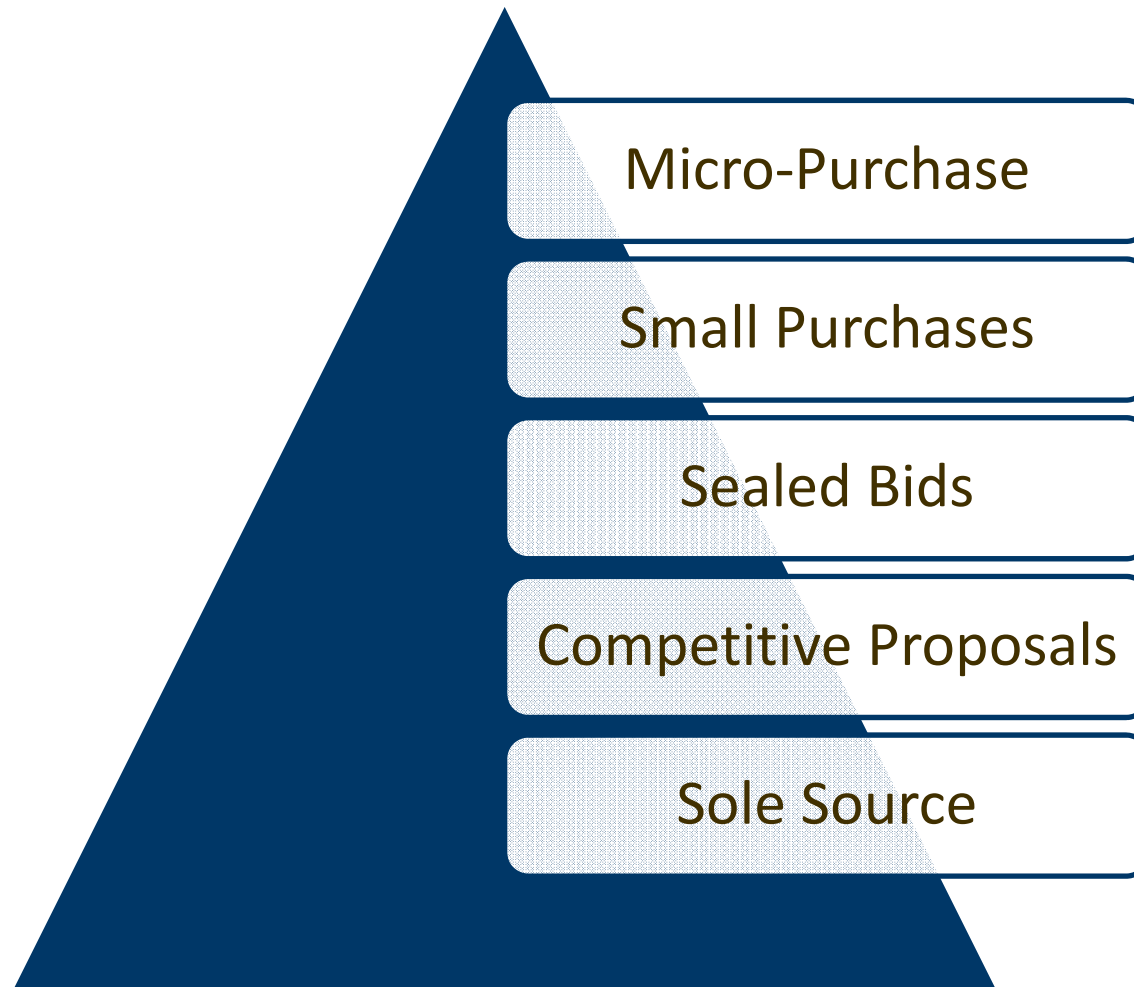 Micro-Purchase
Small Purchases
Sealed Bids
Competitive Proposals
Sole Source